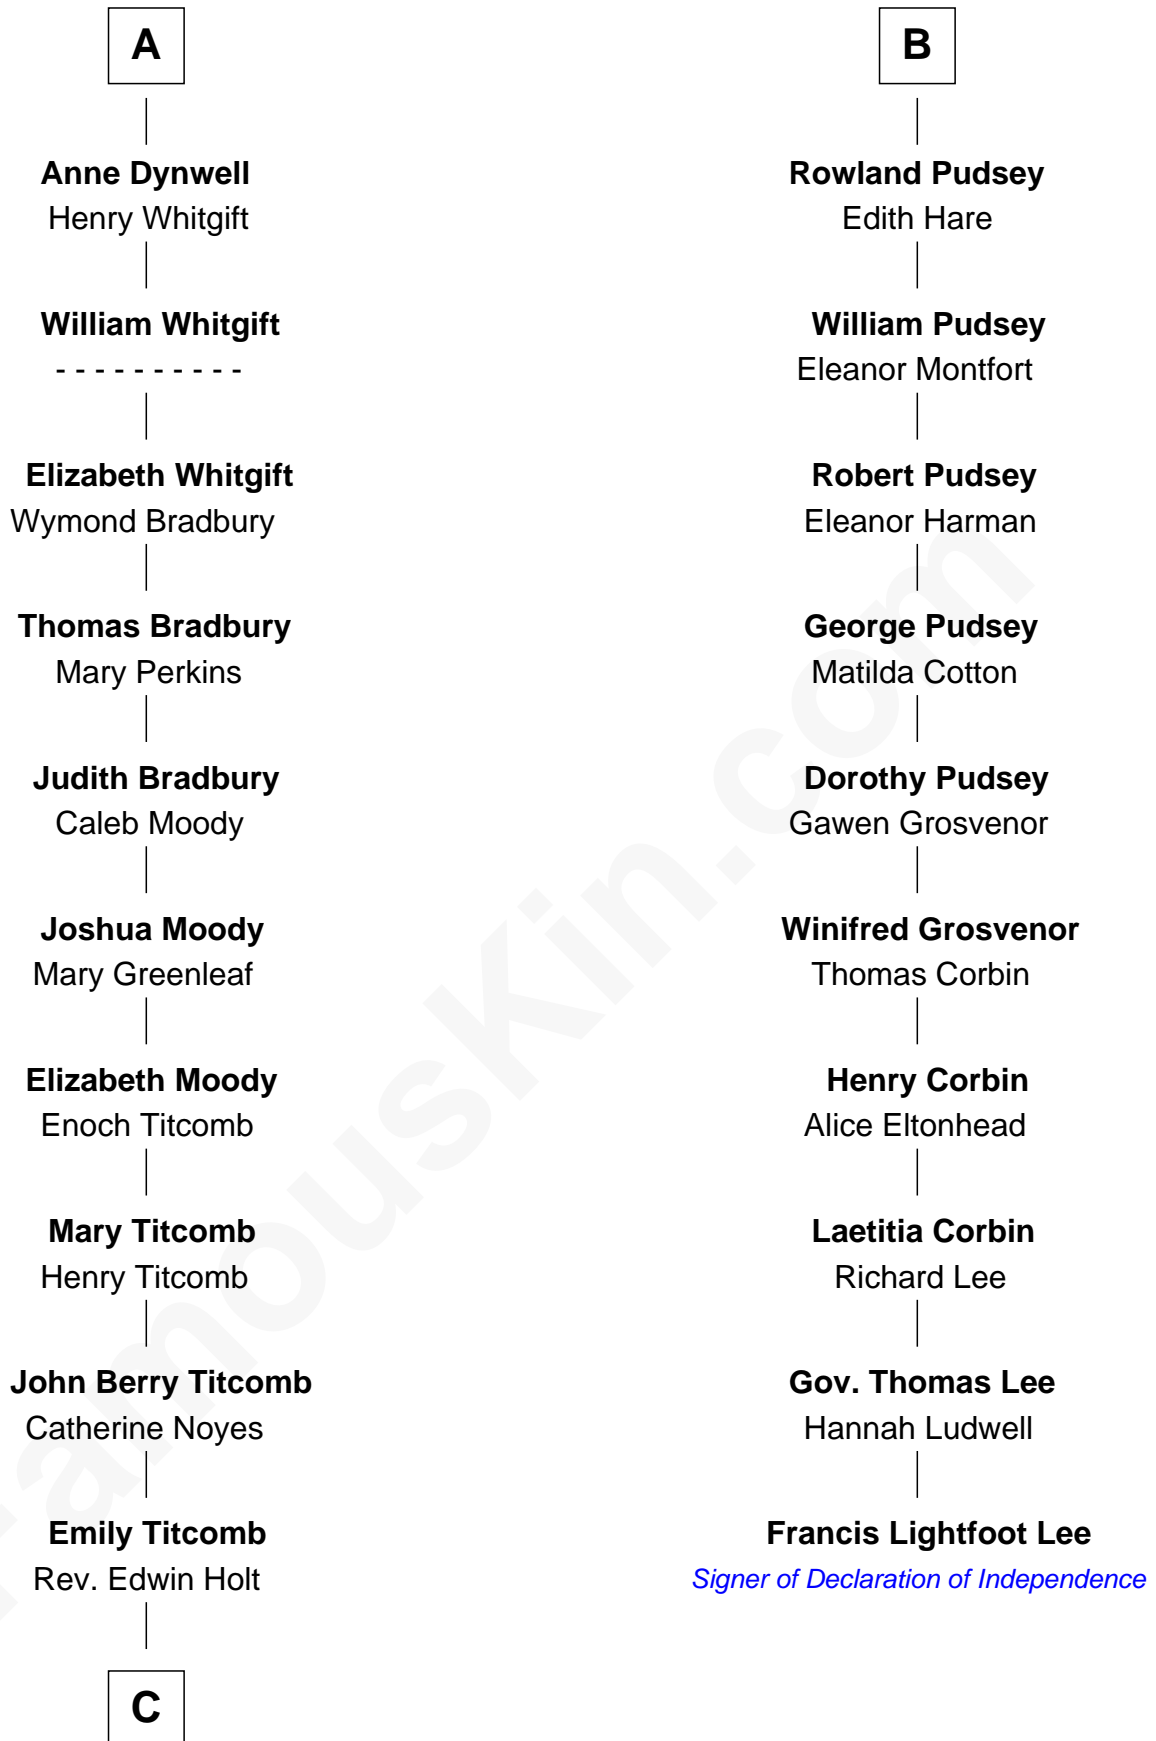 A
Anne Dynwell
Henry Whitgift
William Whitgift
- - - - - - - - - -
Elizabeth Whitgift
Wymond Bradbury
Thomas Bradbury
Mary Perkins
Judith Bradbury
Caleb Moody
Joshua Moody
Mary Greenleaf
Elizabeth Moody
Enoch Titcomb
Mary Titcomb
Henry Titcomb
John Berry Titcomb
Catherine Noyes
Emily Titcomb
Rev. Edwin Holt
C
B
Rowland Pudsey
Edith Hare
William Pudsey
Eleanor Montfort
Robert Pudsey
Eleanor Harman
George Pudsey
Matilda Cotton
Dorothy Pudsey
Gawen Grosvenor
Winifred Grosvenor
Thomas Corbin
Henry Corbin
Alice Eltonhead
Laetitia Corbin
Richard Lee
Gov. Thomas Lee
Hannah Ludwell
Francis Lightfoot Lee
Signer of Declaration of Independence
FamousKin.com